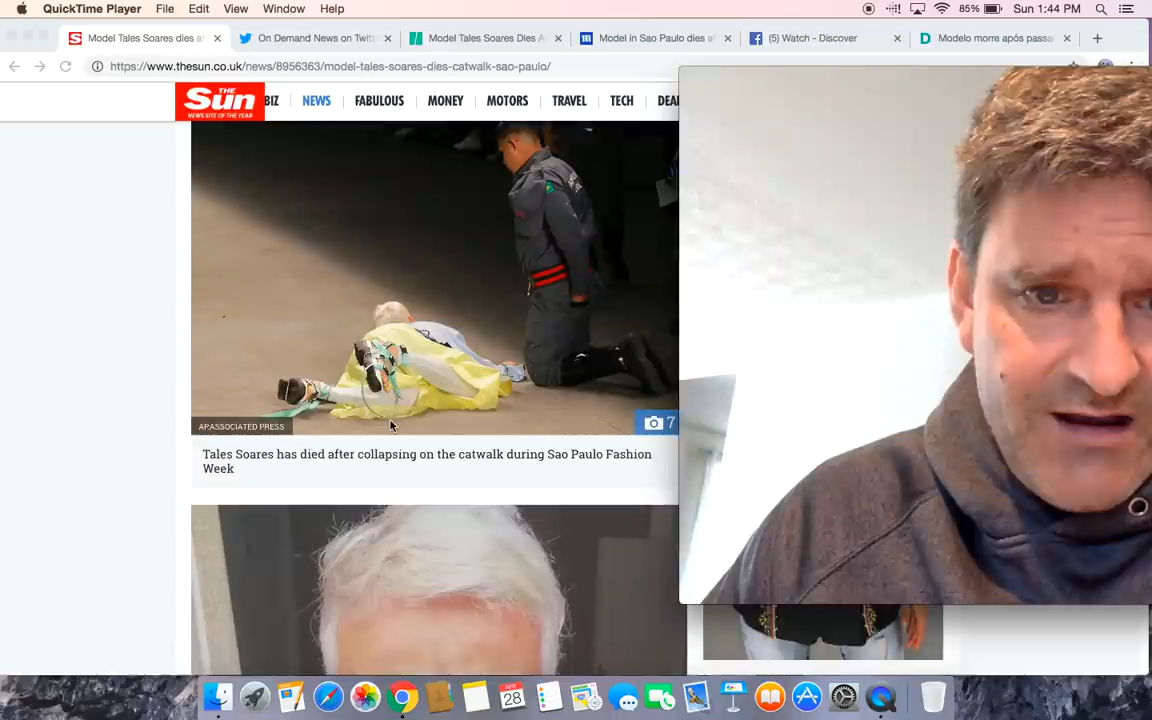 QuickTime Player File Edit View Window Help 85% Sun 1:44 PM
Model Tales Soares dies a On Demand News on Twitt Model Tales Soares Dies A Model in Sao Paulo dies a (5) Watch - Discover Modelo morre após passa
https://www.thesun.co.uk/news/8956363/model-tales-soares-dies-catwalk-sao-paulo/
THE
Sun
NEWS SITE OF THE YEAR
BIZ NEWS FABULOUS MONEY MOTORS TRAVEL TECH DEA
AP:ASSOCIATED PRESS
7
Tales Soares has died after collapsing on the catwalk during Sao Paulo Fashion
Week
APR
28